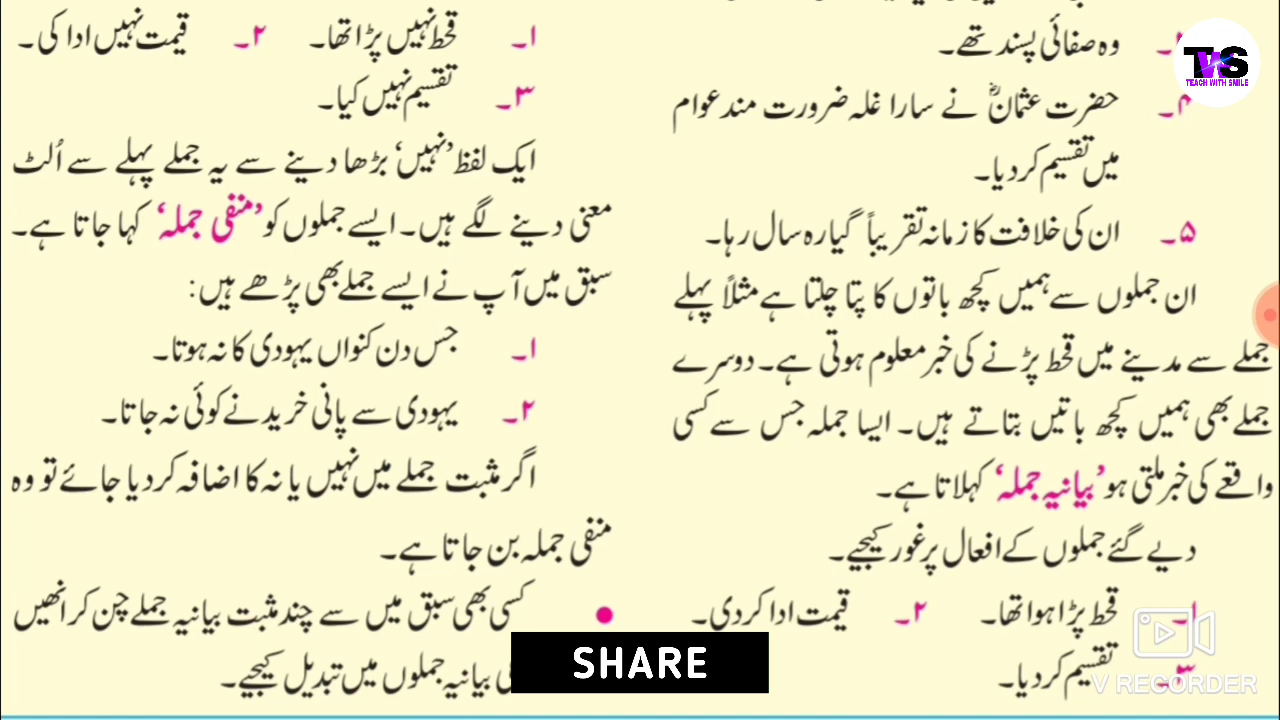 وہ صفائی پسند تھے۔
۴۔ حضرت عثمانؓ نے سارا غلہ ضرورت مند عوام
میں تقسیم کر دیا۔
۵۔ ان کی خلافت کا زمانہ تقریباً گیارہ سال رہا۔
ان جملوں سے ہمیں کچھ باتوں کا پتا چلتا ہے مثلاً پہلے
جملے سے مدینے میں قحط پڑنے کی خبر معلوم ہوتی ہے۔ دوسرے
جملے بھی ہمیں کچھ باتیں بتاتے ہیں۔ ایسا جملہ جس سے کسی
واقعے کی خبر ملتی ہو ’بیانیہ جملہ‘ کہلاتا ہے۔
دیے گئے جملوں کے افعال پر غور کیجیے۔
۱۔ قحط پڑا ہوا تھا۔ ۲۔ قیمت ادا کر دی۔
۳۔ تقسیم کر دیا۔
۱۔ قحط نہیں پڑا تھا۔ ۲۔ قیمت نہیں ادا کی۔
۳۔ تقسیم نہیں کیا۔
ایک لفظ ’نہیں‘ بڑھا دینے سے یہ جملے پہلے سے اُلٹ
معنی دینے لگے ہیں۔ ایسے جملوں کو ’منفی جملہ‘ کہا جاتا ہے۔
سبق میں آپ نے ایسے جملے بھی پڑھے ہیں:
۱۔ جس دن کنواں یہودی کا نہ ہوتا۔
۲۔ یہودی سے پانی خریدنے کوئی نہ جاتا۔
اگر مثبت جملے میں نہیں یا نہ کا اضافہ کر دیا جائے تو وہ
منفی جملہ بن جاتا ہے۔
● کسی بھی سبق میں سے چند مثبت بیانیہ جملے چن کر انھیں
بیانیہ جملوں میں تبدیل کیجیے۔
TWS
TEACH WITH SMILE
SHARE
V RECORDER